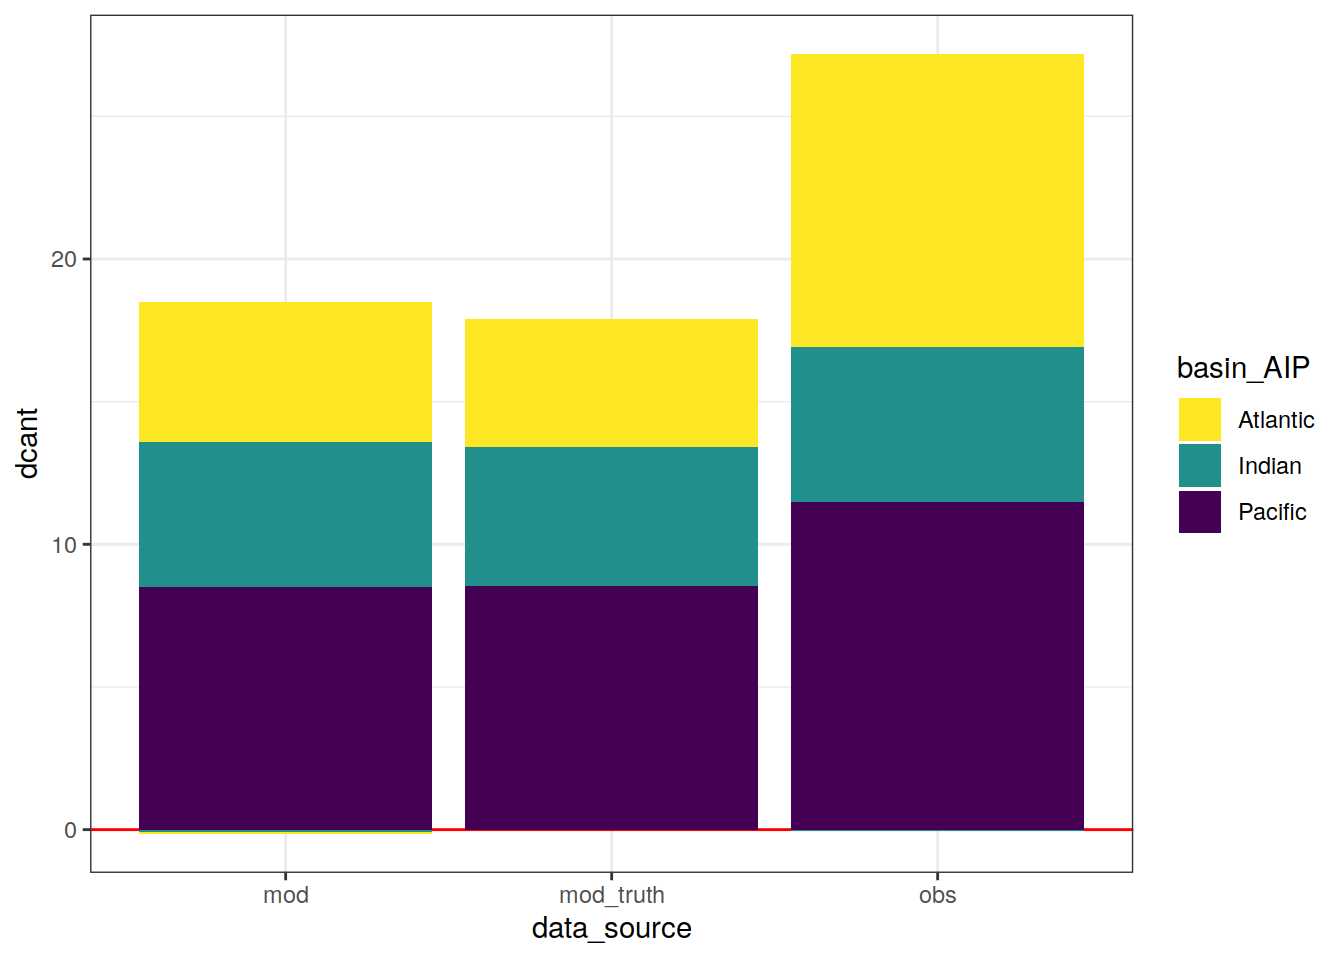 dcant
20
10
0
mod
mod_truth
obs
data_source
basin_AIP
Atlantic
Indian
Pacific